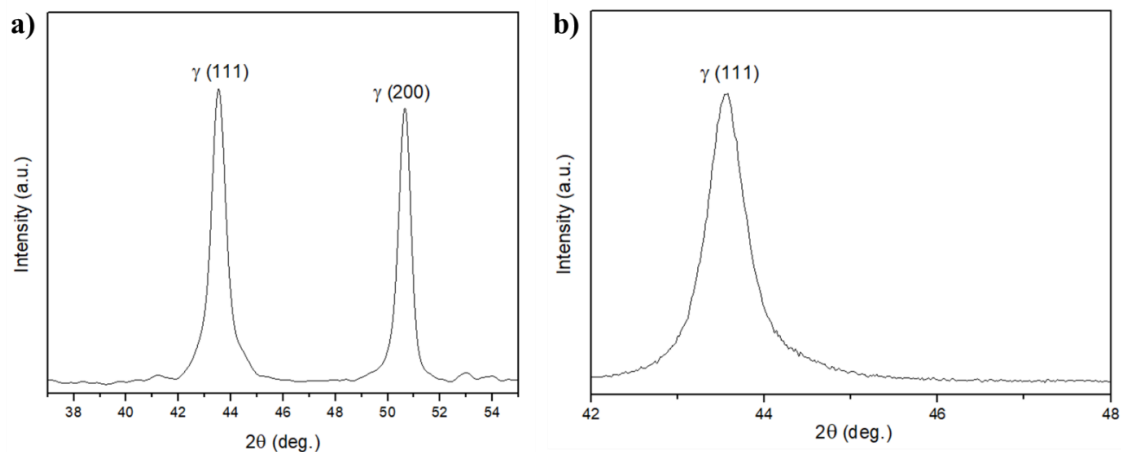 a)
γ (111)
γ (200)
Intensity (a.u.)
38 40 42 44 46 48 50 52 54
2θ (deg.)
b)
γ (111)
Intensity (a.u.)
42 44 46 48
2θ (deg.)